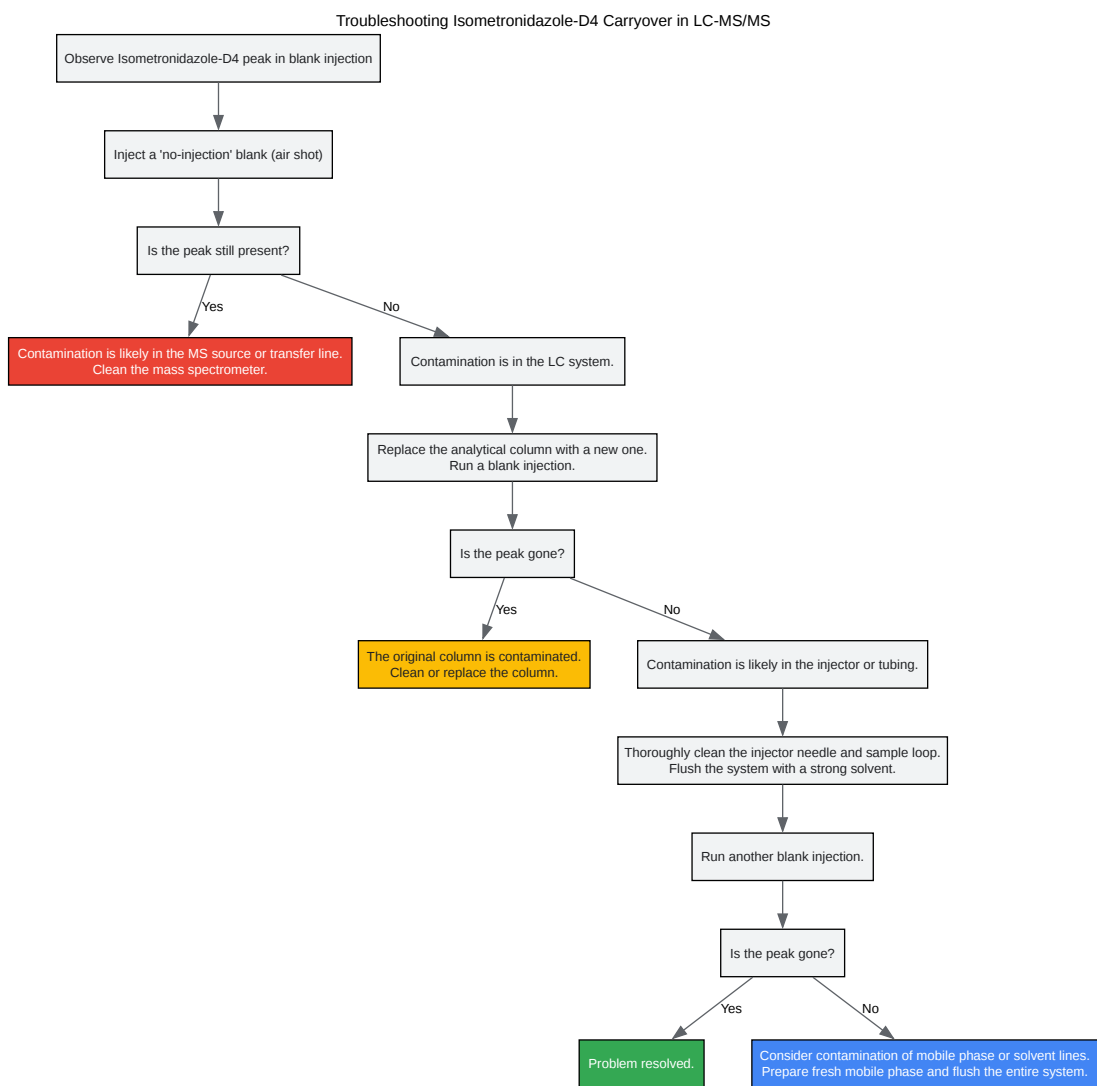 Troubleshooting Isometronidazole-D4 Carryover in LC-MS/MS
Observe Isometronidazole-D4 peak in blank injection
Inject a 'no-injection' blank (air shot)
Is the peak still present?
Yes
No
Contamination is likely in the MS source or transfer line.
Clean the mass spectrometer.
Contamination is in the LC system.
Replace the analytical column with a new one.
Run a blank injection.
Is the peak gone?
Yes
No
The original column is contaminated.
Clean or replace the column.
Contamination is likely in the injector or tubing.
Thoroughly clean the injector needle and sample loop.
Flush the system with a strong solvent.
Run another blank injection.
Is the peak gone?
Yes
No
Problem resolved.
Consider contamination of mobile phase or solvent lines.
Prepare fresh mobile phase and flush the entire system.